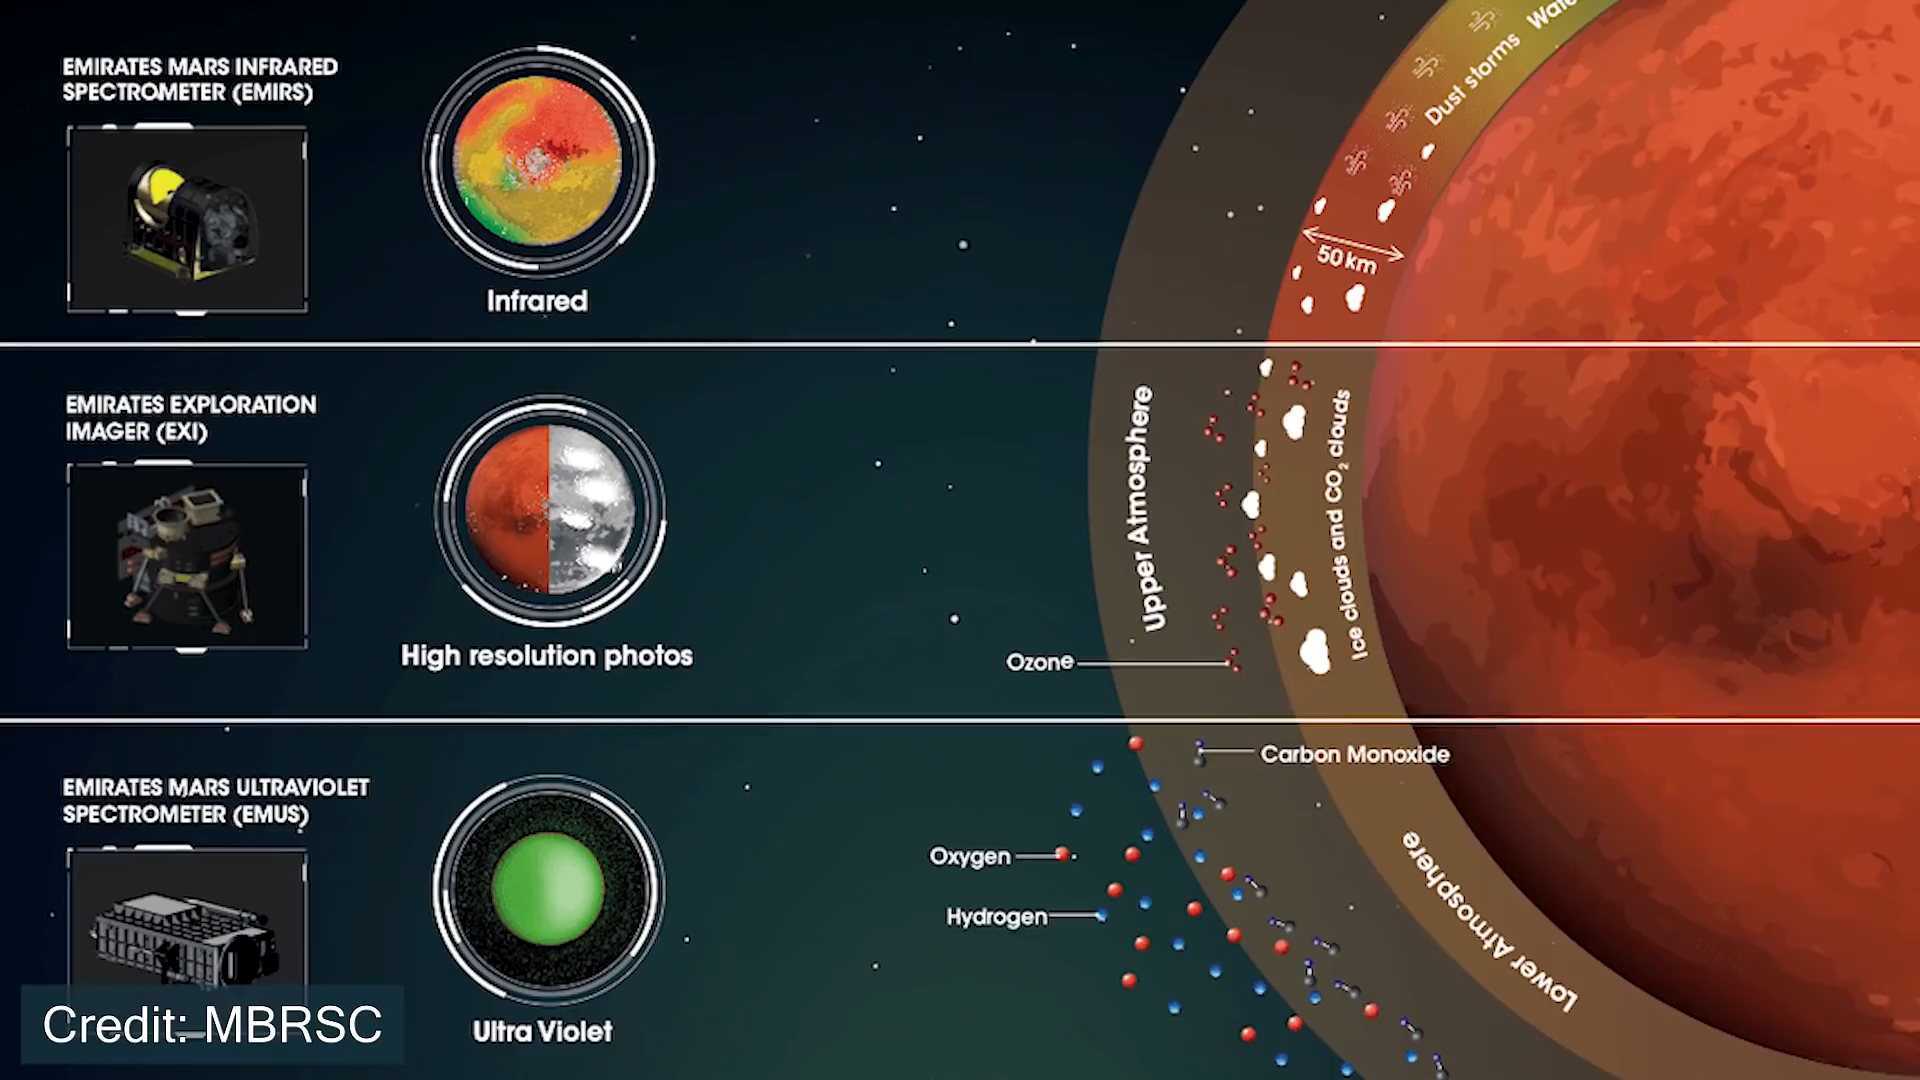 EMIRATES MARS INFRARED
SPECTROMETER (EMIRS)
Infrared
Dust storms
50 km
EMIRATES EXPLORATION
IMAGER (EXI)
High resolution photos
Upper Atmosphere
Ice clouds and CO₂ clouds
Ozone
EMIRATES MARS ULTRAVIOLET
SPECTROMETER (EMUS)
Ultra Violet
Carbon Monoxide
Oxygen
Hydrogen
Lower Atmosphere
Credit: MBRSC